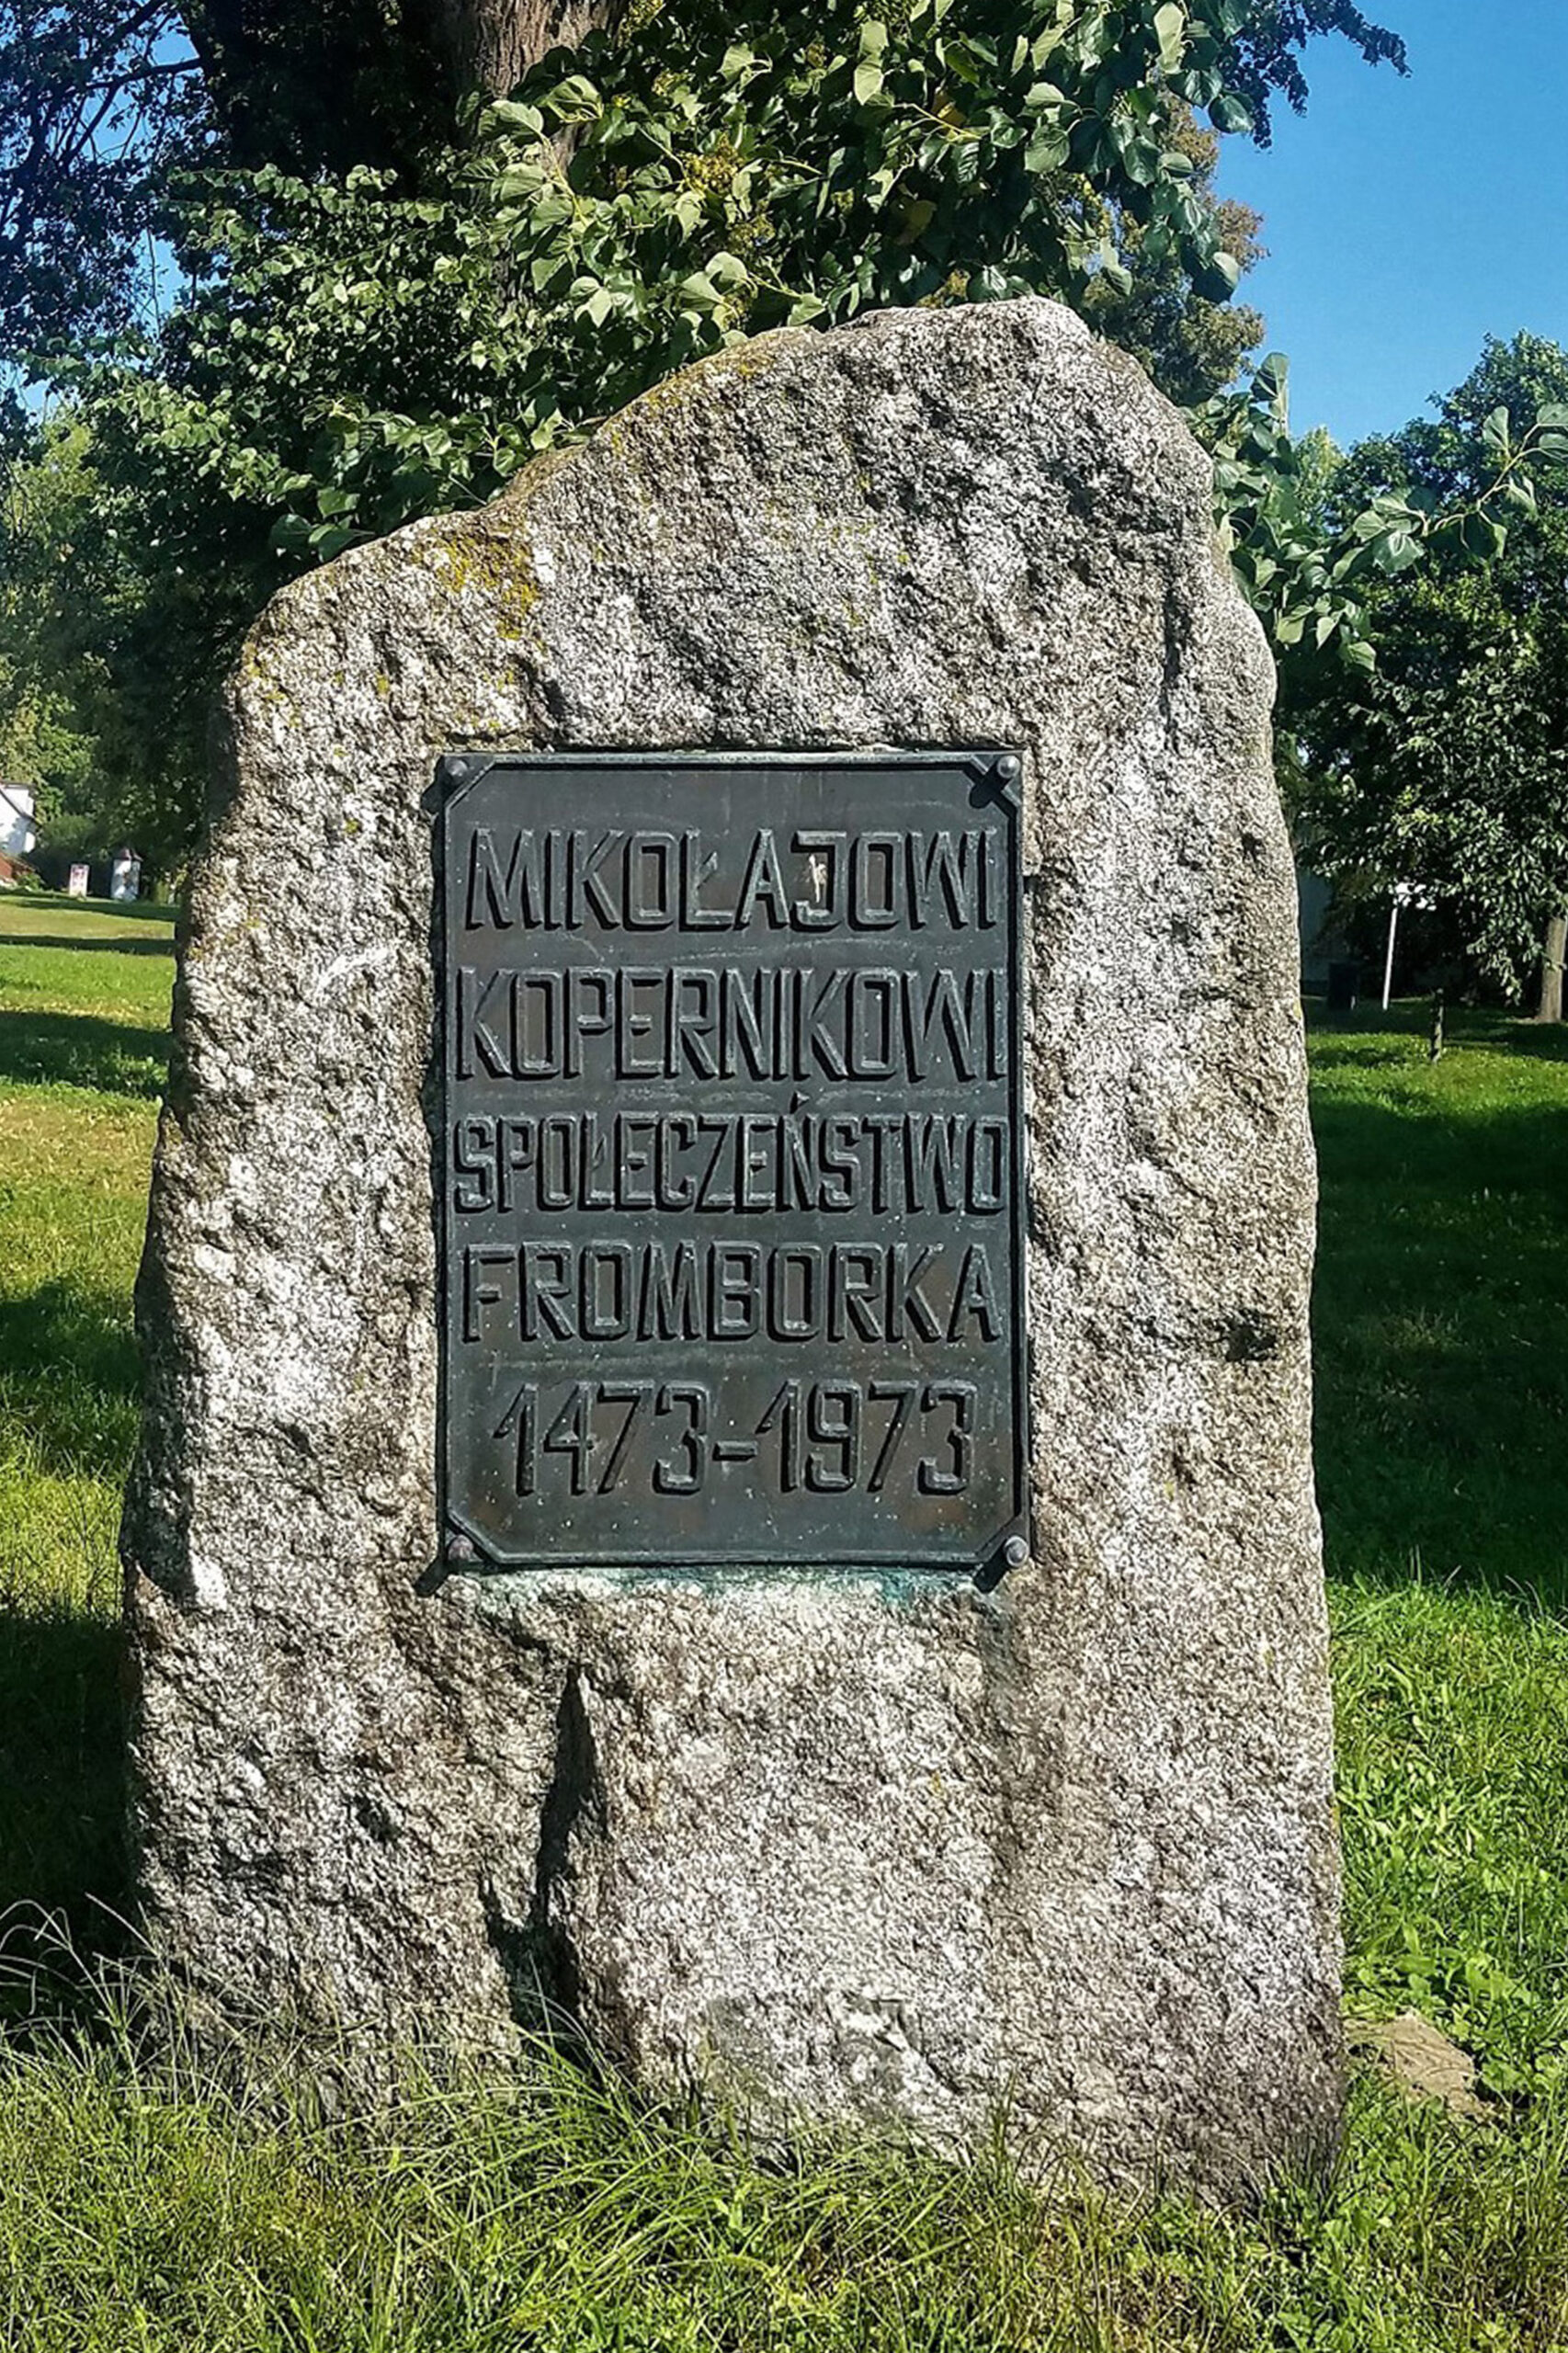 MIKOŁAJOWI
KOPERNIKOWI
SPOŁECZEŃSTWO
FROMBORKA
1473-1973